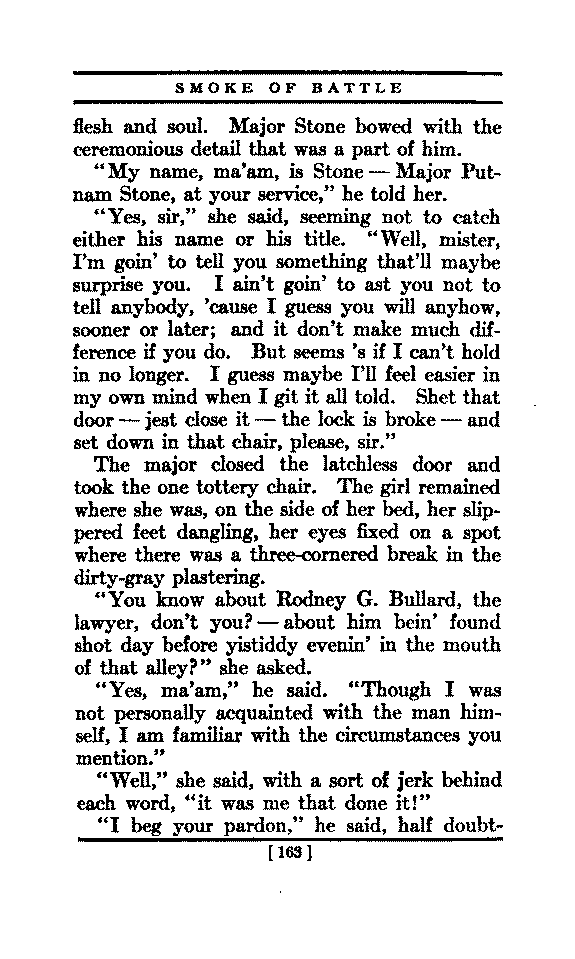 SMOKE OF BATTLE
flesh and soul. Major Stone bowed with the
ceremonious detail that was a part of him.
“My name, ma’am, is Stone — Major Put-
nam Stone, at your service,” he told her.
“Yes, sir,” she said, seeming not to catch
either his name or his title. “Well, mister,
I’m goin’ to tell you something that’ll maybe
surprise you. I ain’t goin’ to ast you not to
tell anybody, ’cause I guess you will anyhow,
sooner or later; and it don’t make much dif-
ference if you do. But seems ’s if I can’t hold
in no longer. I guess maybe I’ll feel easier in
my own mind when I git it all told. Shet that
door — jest close it — the lock is broke — and
set down in that chair, please, sir.”
The major closed the latchless door and
took the one tottery chair. The girl remained
where she was, on the side of her bed, her slip-
pered feet dangling, her eyes fixed on a spot
where there was a three-cornered break in the
dirty-gray plastering.
“You know about Rodney G. Bullard, the
lawyer, don’t you? — about him bein’ found
shot day before yistiddy evenin’ in the mouth
of that alley?” she asked.
“Yes, ma’am,” he said. “Though I was
not personally acquainted with the man him-
self, I am familiar with the circumstances you
mention.”
“Well,” she said, with a sort of jerk behind
each word, “it was me that done it!”
“I beg your pardon,” he said, half doubt-
[ 163 ]